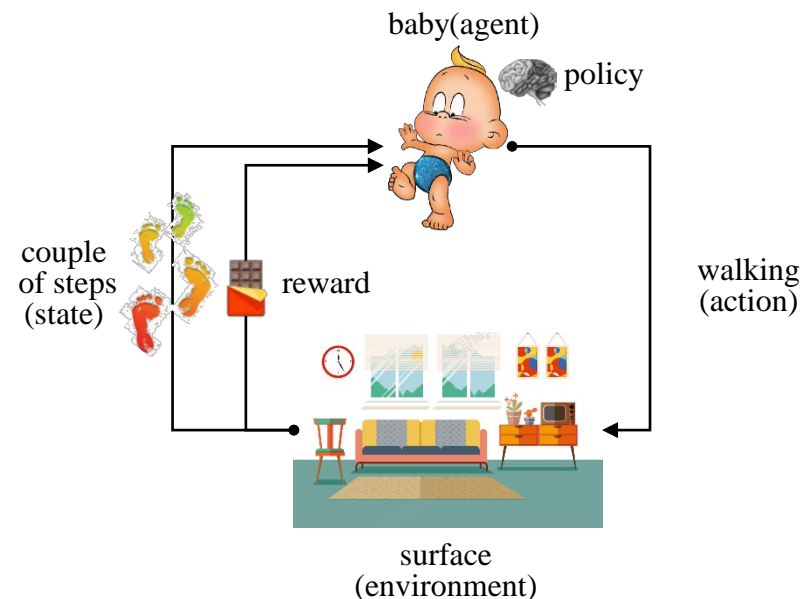 baby(agent)
policy
couple
of steps
(state)
reward
walking
(action)
surface
(environment)